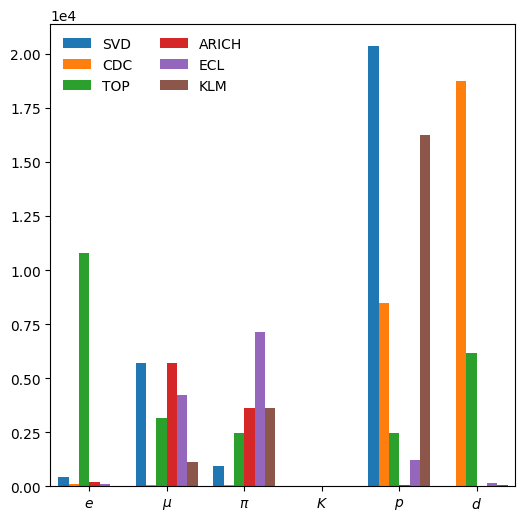 1e4
SVD
CDC
TOP
ARICH
ECL
KLM
2.00
1.75
1.50
1.25
1.00
0.75
0.50
0.25
0.00
e μ π K p d